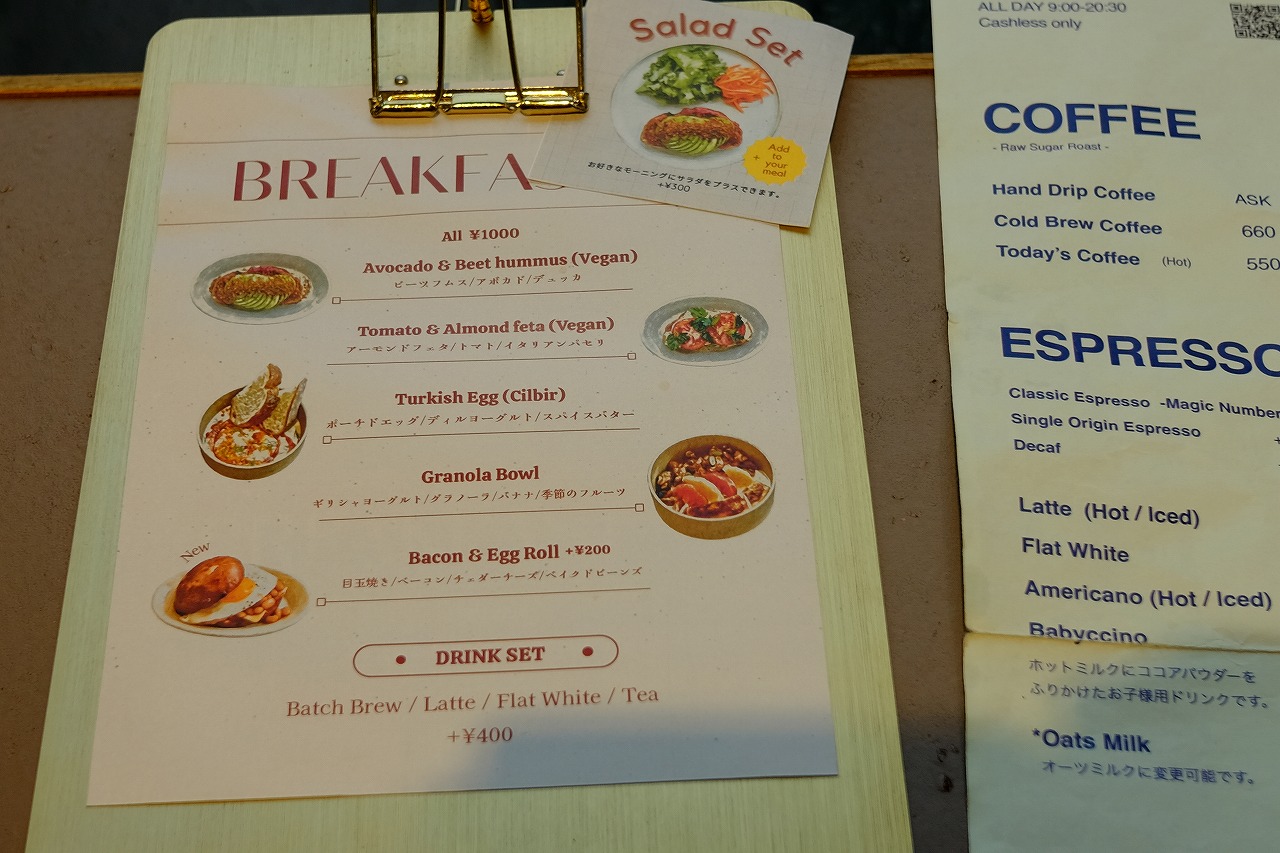 Salad Set
Add
to
+ your
meal
お好きなモーニングにサラダをプラスできます。
+¥300
BREAKFA
All ¥1000
Avocado & Beet hummus (Vegan)
ビーツフムス/アボカド/デュッカ
Tomato & Almond feta (Vegan)
アーモンドフェタ/トマト/イタリアンパセリ
Turkish Egg (Cilbir)
ポーチドエッグ/ディルヨーグルト/スパイスバター
Granola Bowl
ギリシャヨーグルト/グラノーラ/バナナ/季節のフルーツ
New
Bacon & Egg Roll +¥200
目玉焼き/ベーコン/チェダーチーズ/ベイクドビーンズ
DRINK SET
Batch Brew / Latte / Flat White / Tea
+¥400
ALL DAY 9:00-20:30
Cashless only
COFFEE
- Raw Sugar Roast -
Hand Drip Coffee ASK
Cold Brew Coffee 660
Today's Coffee (Hot) 550
ESPRESSO
Classic Espresso -Magic Number
Single Origin Espresso
Decaf
Latte (Hot / Iced)
Flat White
Americano (Hot / Iced)
Babyccino
ホットミルクにココアパウダーを
ふりかけたお子様用ドリンクです。
*Oats Milk
オーツミルクに変更可能です。